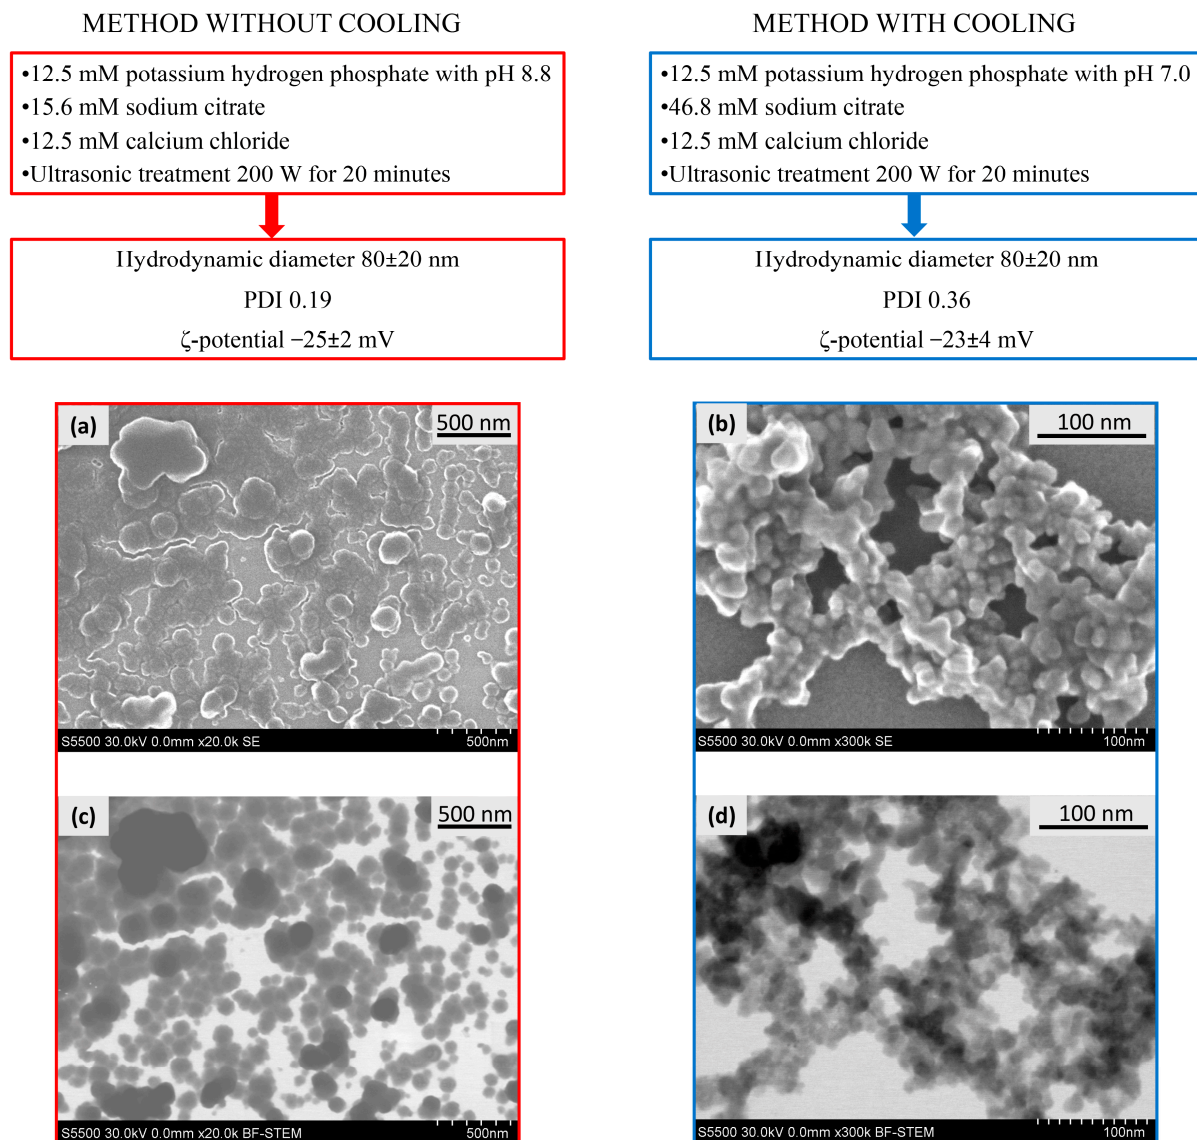 METHOD WITHOUT COOLING
•12.5 mM potassium hydrogen phosphate with pH 8.8
•15.6 mM sodium citrate
•12.5 mM calcium chloride
•Ultrasonic treatment 200 W for 20 minutes
Hydrodynamic diameter 80±20 nm
PDI 0.19
ζ-potential −25±2 mV
METHOD WITH COOLING
•12.5 mM potassium hydrogen phosphate with pH 7.0
•46.8 mM sodium citrate
•12.5 mM calcium chloride
•Ultrasonic treatment 200 W for 20 minutes
Hydrodynamic diameter 80±20 nm
PDI 0.36
ζ-potential −23±4 mV
(a)
500 nm
S5500 30.0kV 0.0mm x20.0k SE
500nm
(b)
100 nm
S5500 30.0kV 0.0mm x300k SE
100nm
(c)
500 nm
S5500 30.0kV 0.0mm x20.0k BF-STEM
500nm
(d)
100 nm
S5500 30.0kV 0.0mm x300k BF-STEM
100nm